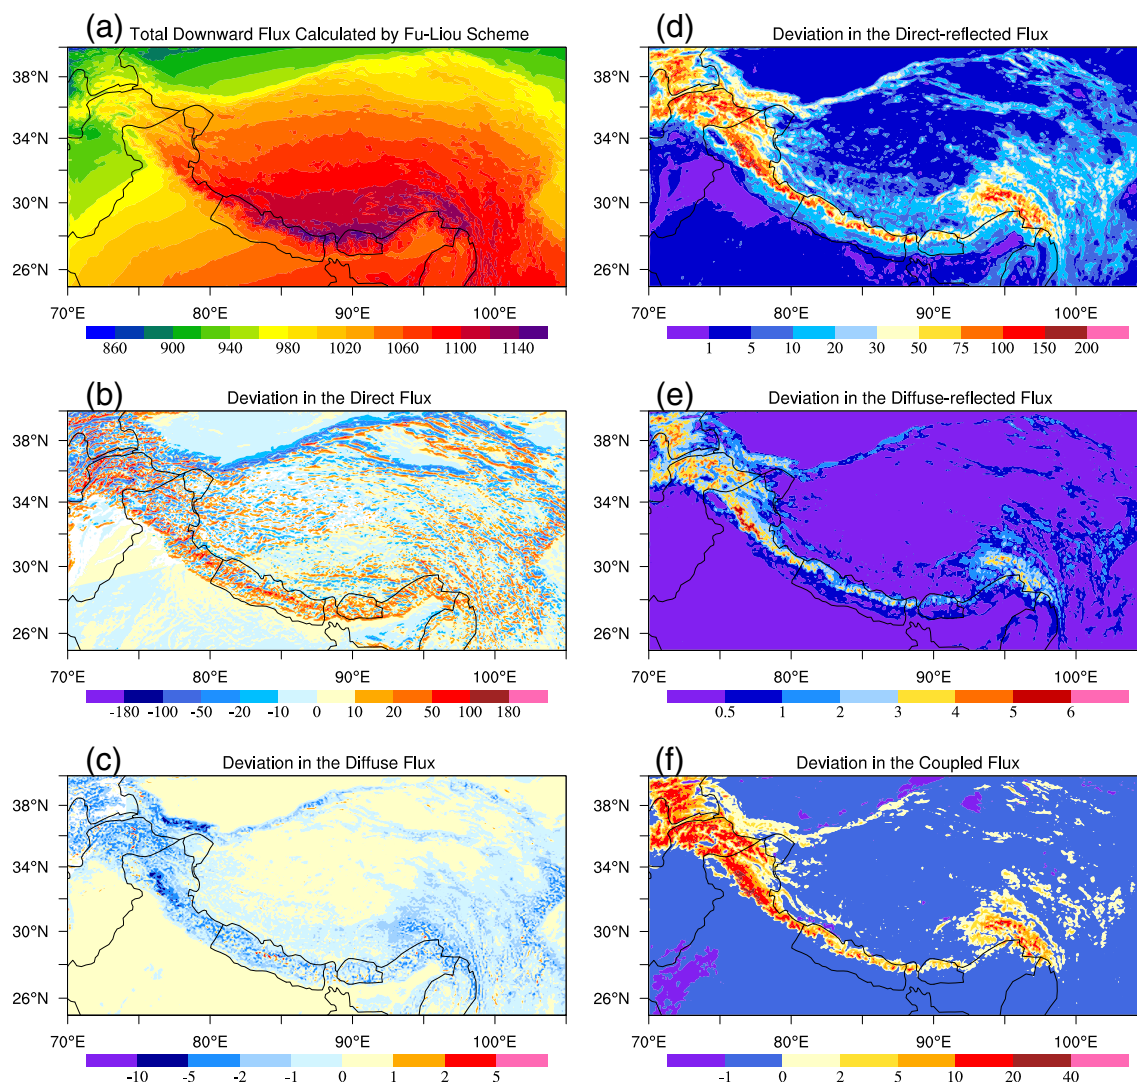 (a)
Total Downward Flux Calculated by Fu-Liou Scheme
38°N
34°N
30°N
26°N
70°E 80°E 90°E 100°E
860 900 940 980 1020 1060 1100 1140
(b)
Deviation in the Direct Flux
38°N
34°N
30°N
26°N
70°E 80°E 90°E 100°E
-180 -100 -50 -20 -10 0 10 20 50 100 180
(c)
Deviation in the Diffuse Flux
38°N
34°N
30°N
26°N
70°E 80°E 90°E 100°E
-10 -5 -2 -1 0 1 2 5
(d)
Deviation in the Direct-reflected Flux
38°N
34°N
30°N
26°N
70°E 80°E 90°E 100°E
1 5 10 20 30 50 75 100 150 200
(e)
Deviation in the Diffuse-reflected Flux
38°N
34°N
30°N
26°N
70°E 80°E 90°E 100°E
0.5 1 2 3 4 5 6
(f)
Deviation in the Coupled Flux
38°N
34°N
30°N
26°N
70°E 80°E 90°E 100°E
-1 0 2 5 10 20 40